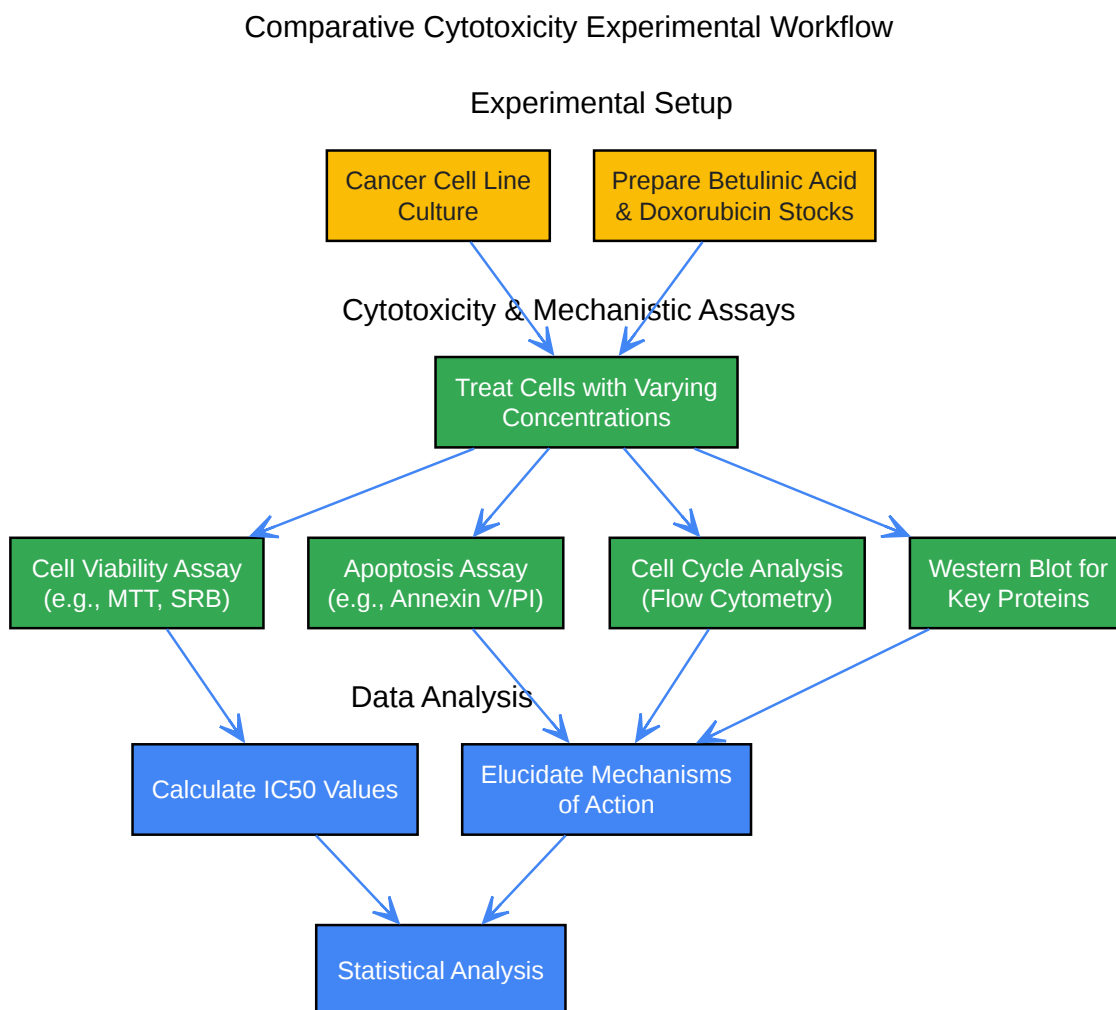 Comparative Cytotoxicity Experimental Workflow
Experimental Setup
Cancer Cell Line
Culture
Prepare Betulinic Acid
& Doxorubicin Stocks
Cytotoxicity & Mechanistic Assays
Treat Cells with Varying
Concentrations
Cell Viability Assay
(e.g., MTT, SRB)
Apoptosis Assay
(e.g., Annexin V/PI)
Cell Cycle Analysis
(Flow Cytometry)
Western Blot for
Key Proteins
Data Analysis
Calculate IC50 Values
Elucidate Mechanisms
of Action
Statistical Analysis